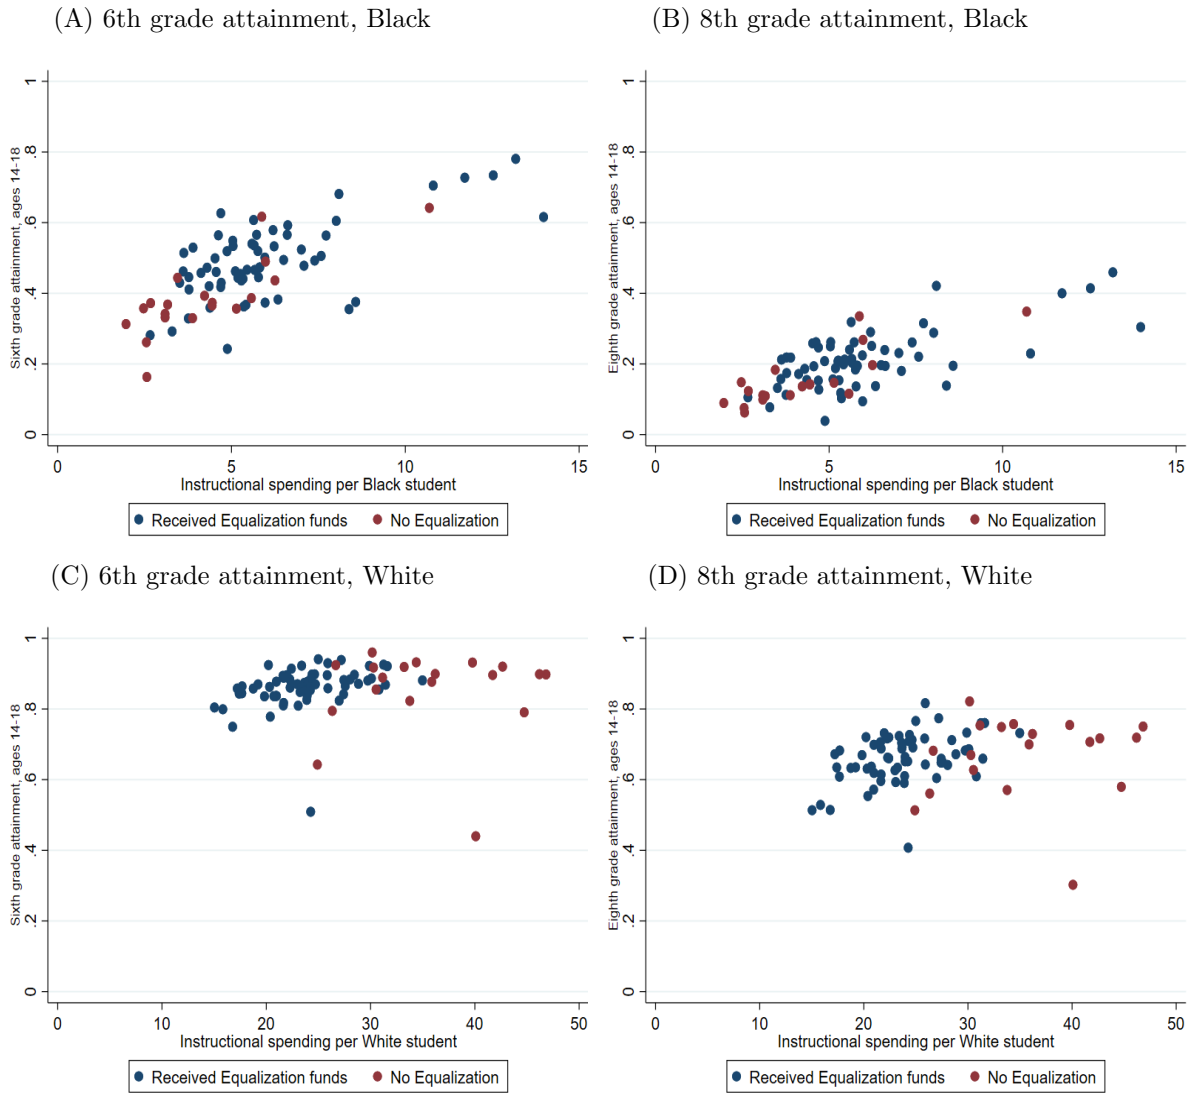 (A) 6th grade attainment, Black
Sixth grade attainment, ages 14-18
1
.8
.6
.4
.2
0
0 5 10 15
Instructional spending per Black student
Received Equalization funds No Equalization
(B) 8th grade attainment, Black
Eighth grade attainment, ages 14-18
1
.8
.6
.4
.2
0
0 5 10 15
Instructional spending per Black student
Received Equalization funds No Equalization
(C) 6th grade attainment, White
Sixth grade attainment, ages 14-18
1
.8
.6
.4
.2
0
0 10 20 30 40 50
Instructional spending per White student
Received Equalization funds No Equalization
(D) 8th grade attainment, White
Eighth grade attainment, ages 14-18
1
.8
.6
.4
.2
0
0 10 20 30 40 50
Instructional spending per White student
Received Equalization funds No Equalization